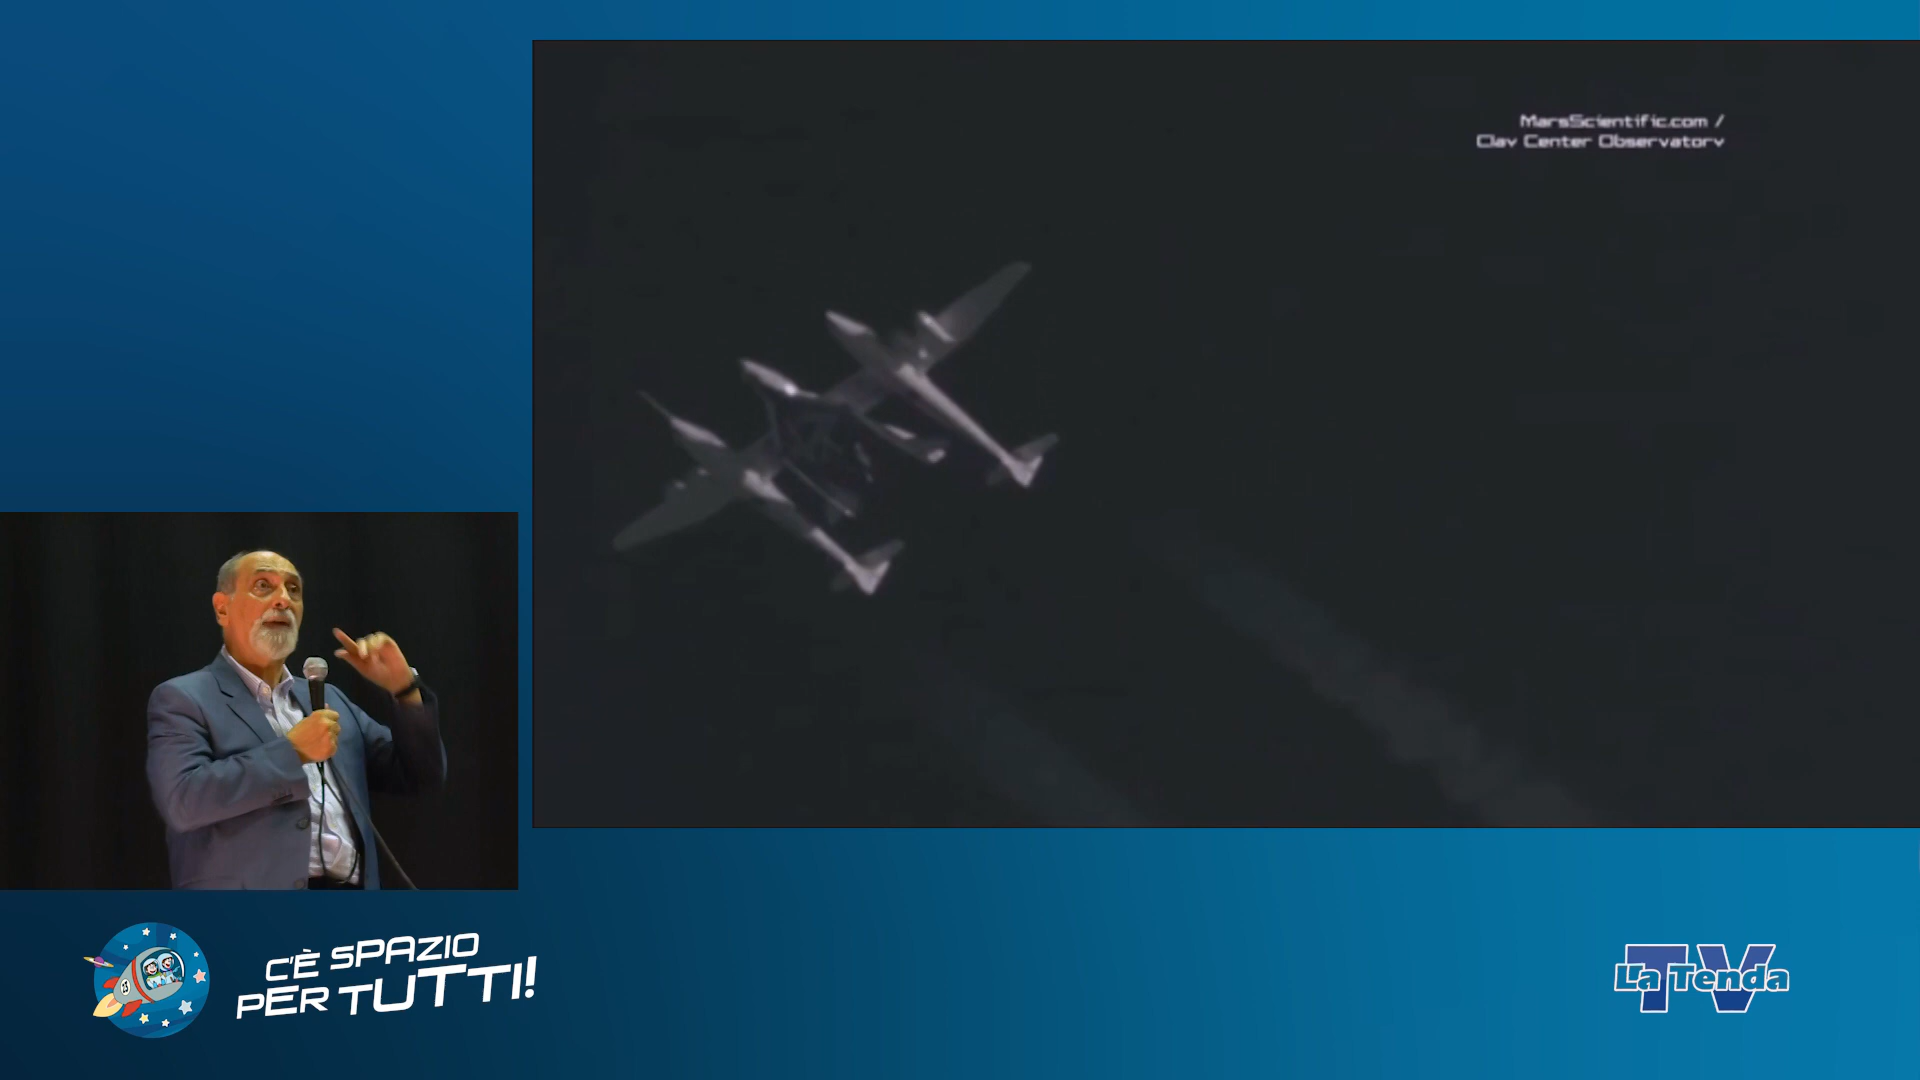 MarsScientific.com /
Clay Center Observatory
C'È SPAZIO
PER TUTTI!
TV
La Tenda